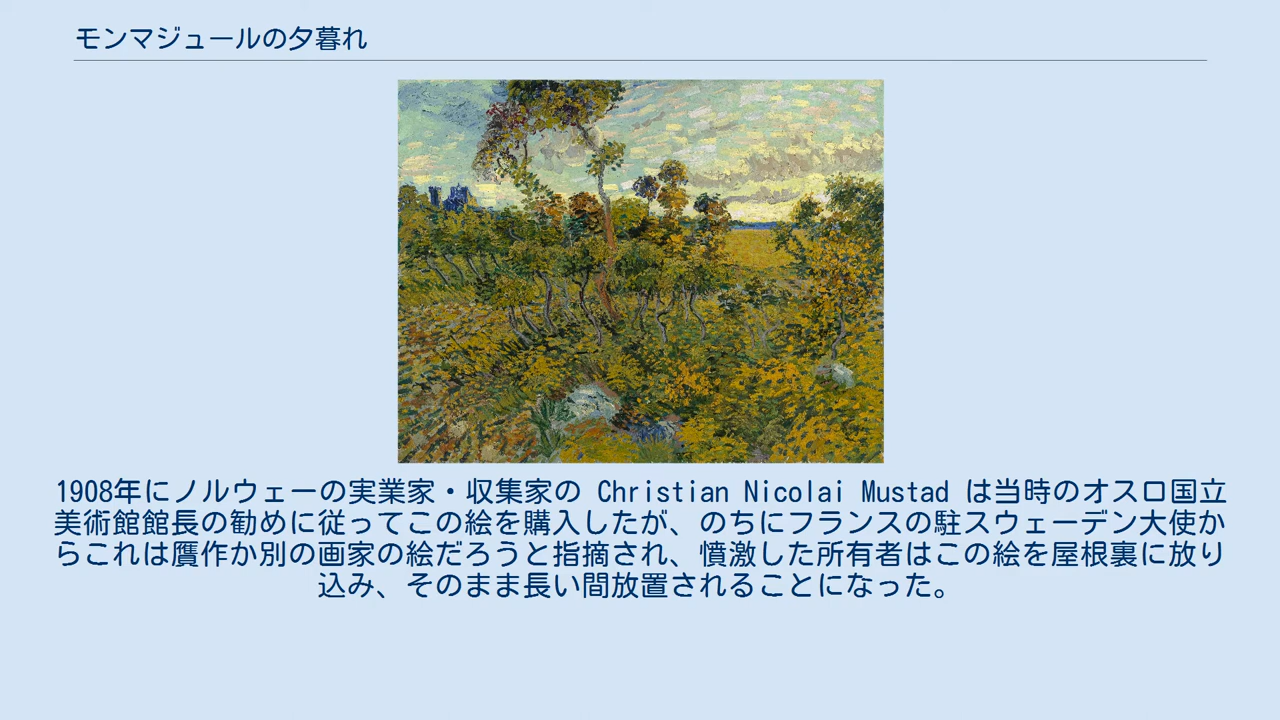 モンマジュールの夕暮れ
1908年にノルウェーの実業家・収集家の Christian Nicolai Mustad は当時のオスロ国立
美術館館長の勧めに従ってこの絵を購入したが、のちにフランスの駐スウェーデン大使か
らこれは贋作か別の画家の絵だろうと指摘され、憤激した所有者はこの絵を屋根裏に放り
込み、そのまま長い間放置されることになった。